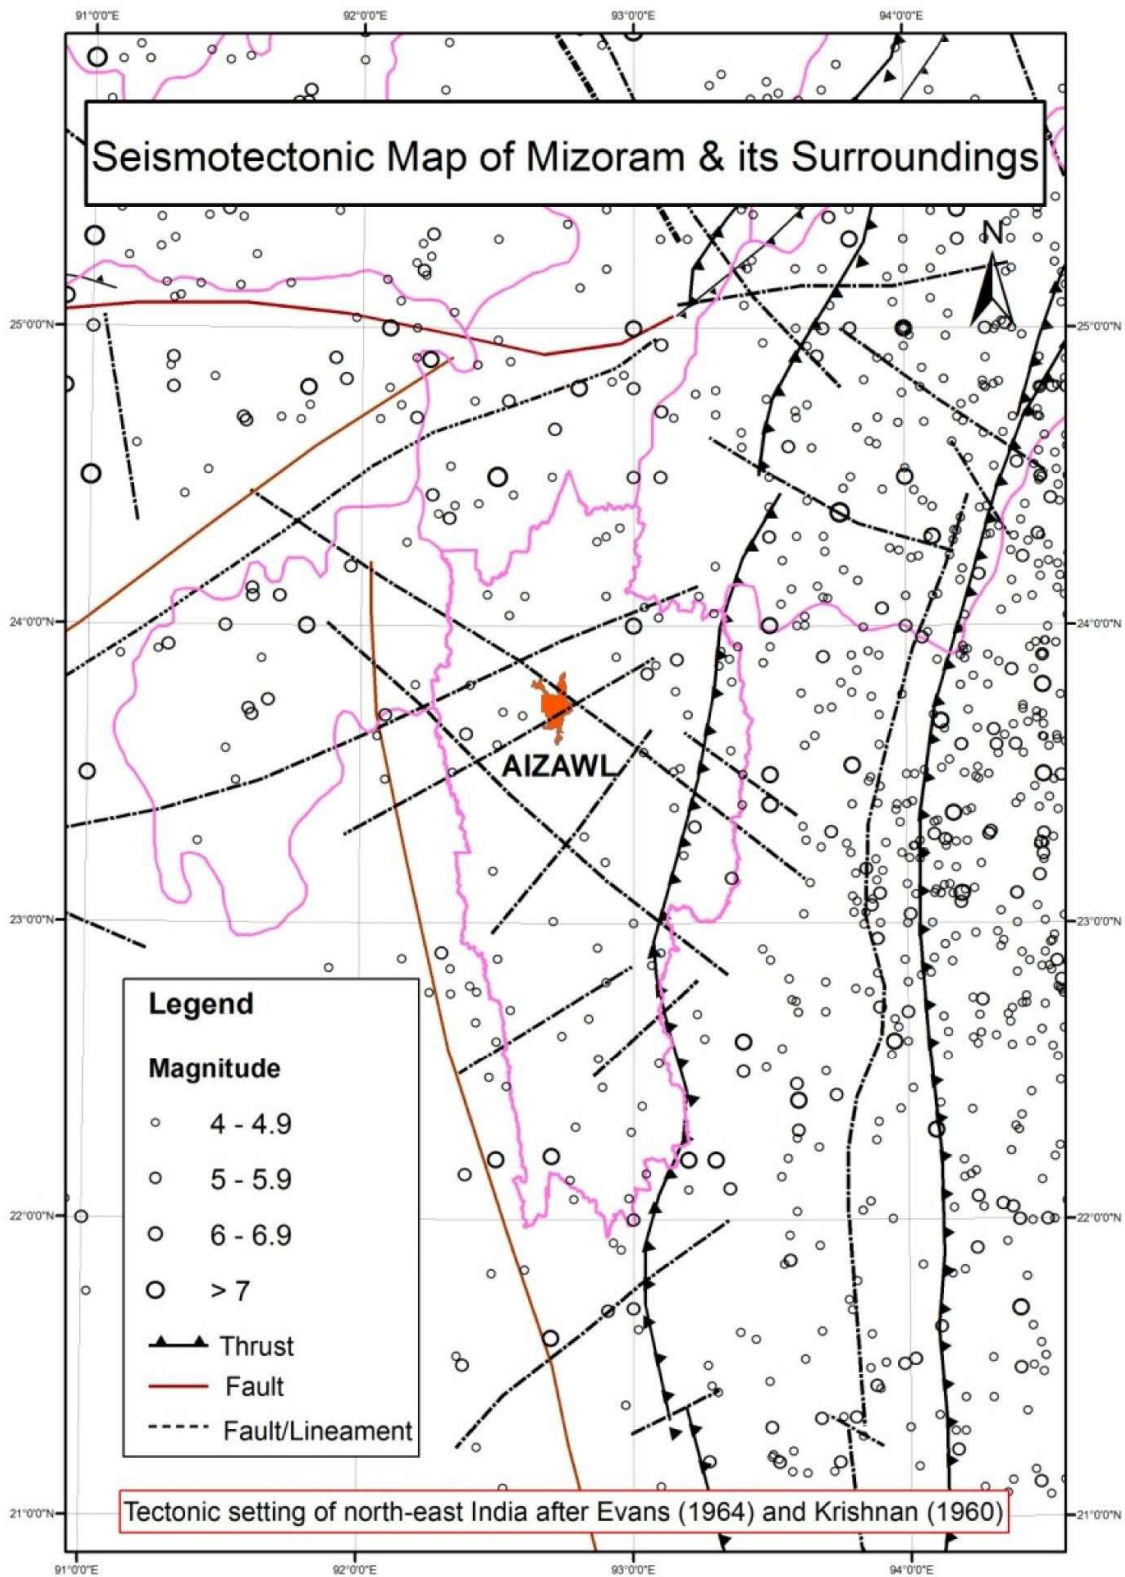 91°0'0"E 92°0'0"E 93°0'0"E 94°0'0"E
Seismotectonic Map of Mizoram & its Surroundings
N
25°0'0"N 25°0'0"N
24°0'0"N 24°0'0"N
AIZAWL
23°0'0"N 23°0'0"N
Legend
Magnitude
4 - 4.9
5 - 5.9
6 - 6.9
> 7
Thrust
Fault
Fault/Lineament
22°0'0"N 22°0'0"N
Tectonic setting of north-east India after Evans (1964) and Krishnan (1960)
21°0'0"N 21°0'0"N
91°0'0"E 92°0'0"E 93°0'0"E 94°0'0"E